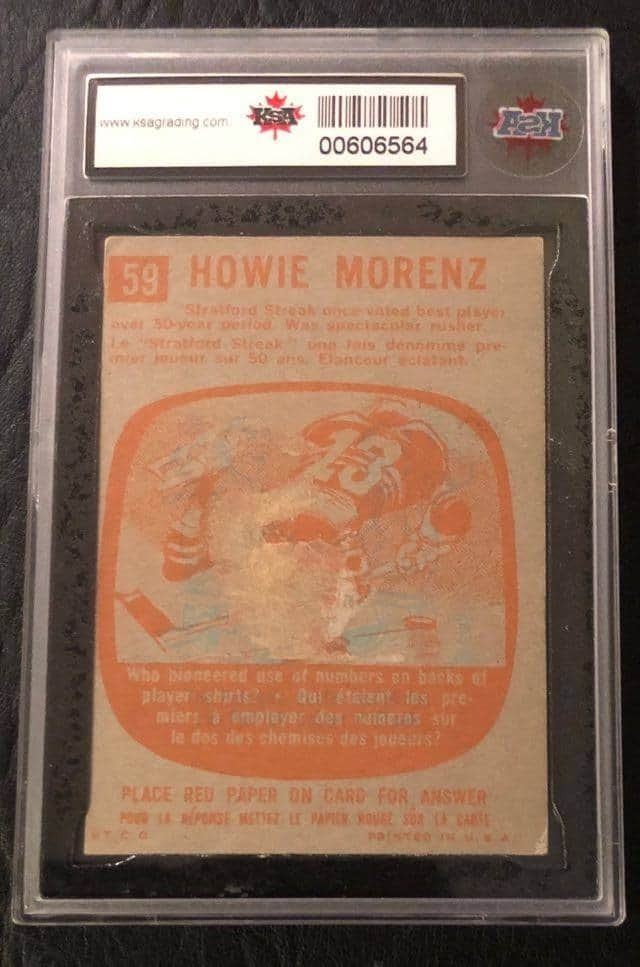 www.ksagrading.com
KSA
00606564
KSA
59
HOWIE MORENZ
Stratford Streak once voted best player
over 50-year period. Was spectacular rusher.
Le "Stratford Streak" una fois dénommé pre-
mier joueur sur 50 ans. Elanceur éclatant.
13
Who pioneered use of numbers on backs of
player shirts? • Qui étaient les pre-
miers à employer des numéros sur
le dos des chemises des joueurs?
PLACE RED PAPER ON CARD FOR ANSWER
POUR LA RÉPONSE METTEZ LE PAPIER ROUGE SUR LA CARTE
T.C.G.
PRINTED IN U.S.A.